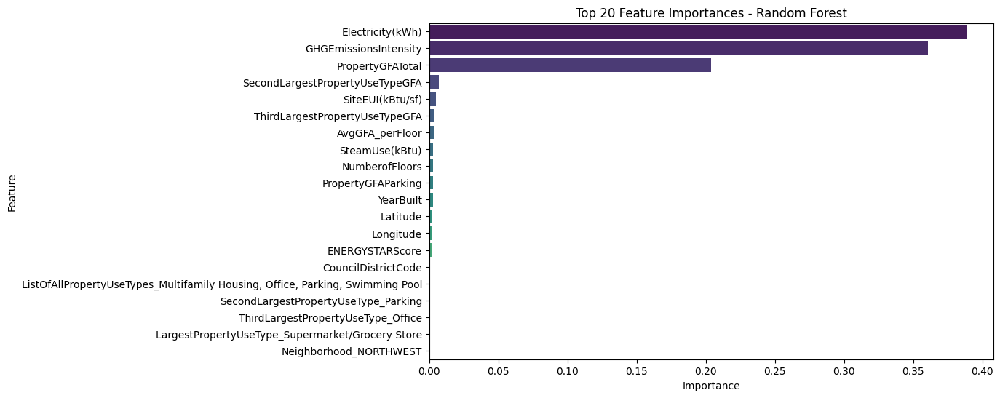 Top 20 Feature Importances - Random Forest
Feature
Electricity(kWh)
GHGEmissionsIntensity
PropertyGFATotal
SecondLargestPropertyUseTypeGFA
SiteEUI(kBtu/sf)
ThirdLargestPropertyUseTypeGFA
AvgGFA_perFloor
SteamUse(kBtu)
NumberofFloors
PropertyGFAParking
YearBuilt
Latitude
Longitude
ENERGYSTARScore
CouncilDistrictCode
ListOfAllPropertyUseTypes_Multifamily Housing, Office, Parking, Swimming Pool
SecondLargestPropertyUseType_Parking
ThirdLargestPropertyUseType_Office
LargestPropertyUseType_Supermarket/Grocery Store
Neighborhood_NORTHWEST
0.00 0.05 0.10 0.15 0.20 0.25 0.30 0.35 0.40
Importance